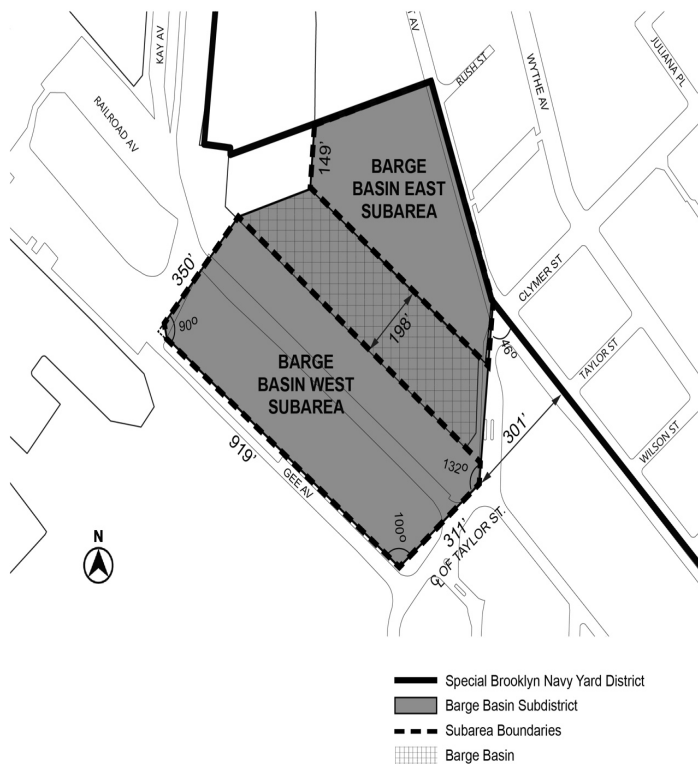 KAY AV
RAILROAD AV
AV
RUSH ST
WYTHE AV
JULIANA PL
149'
BARGE
BASIN EAST
SUBAREA
350'
90o
198'
CLYMER ST
46o
TAYLOR ST
BARGE
BASIN WEST
SUBAREA
301'
WILSON ST
919'
GEE AV
132o
100o
311'
CL OF TAYLOR ST.
N
Special Brooklyn Navy Yard District
Barge Basin Subdistrict
Subarea Boundaries
Barge Basin